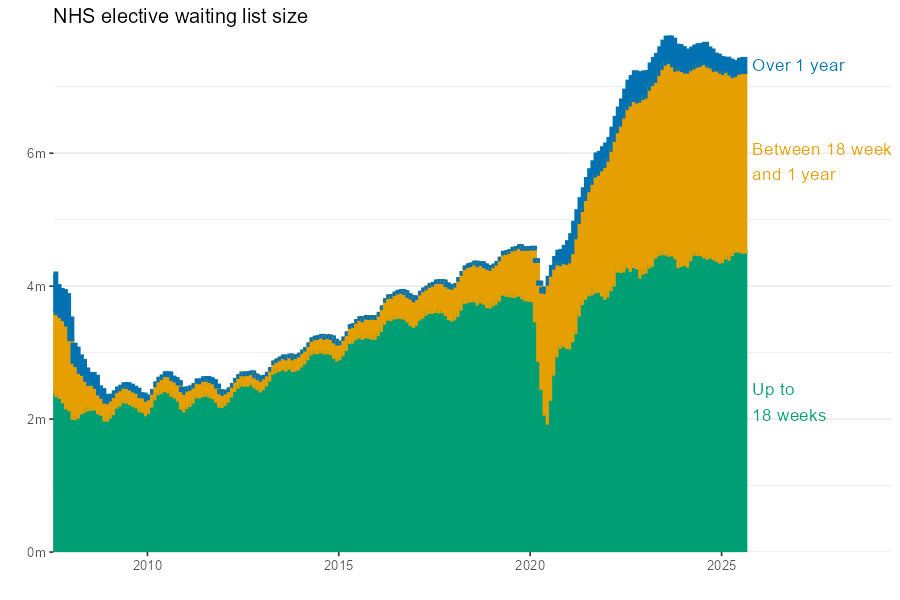 NHS elective waiting list size
Over 1 year
6m
Between 18 week
and 1 year
4m
Up to
2m
18 weeks
0m
2010
2015
2020
2025